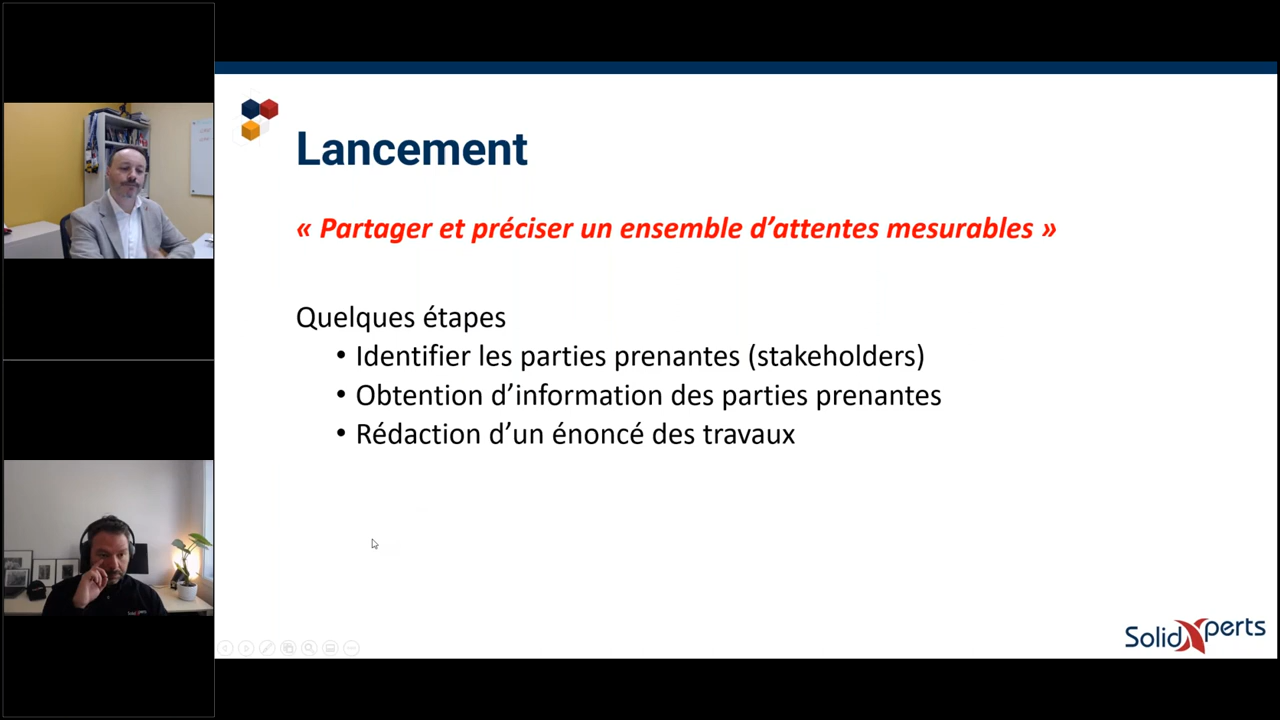 Lancement
« Partager et préciser un ensemble d’attentes mesurables »
Quelques étapes
• Identifier les parties prenantes (stakeholders)
• Obtention d’information des parties prenantes
• Rédaction d’un énoncé des travaux
SolidXperts